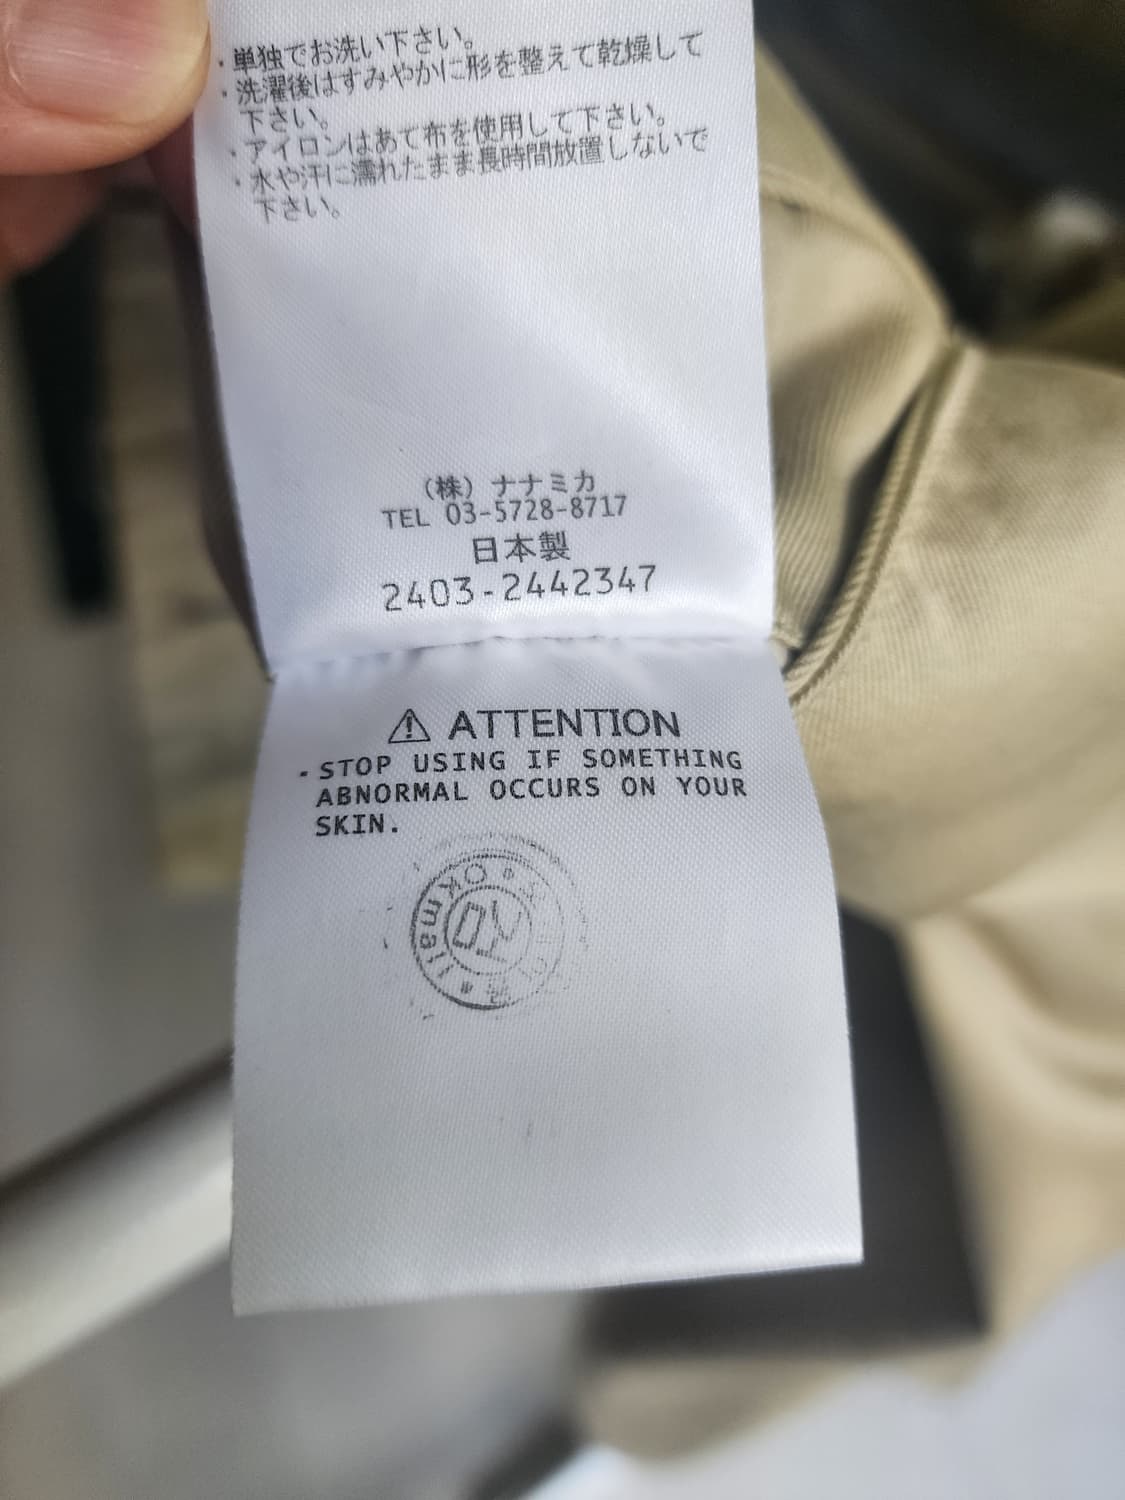 ・単独でお洗い下さい。
・洗濯後はすみやかに形を整えて乾燥して
下さい。
・アイロンはあて布を使用して下さい。
・水や汗に濡れたまま長時間放置しないで
下さい。
(株) ナナミカ
TEL 03-5728-8717
日本製
2403-2442347
⚠ ATTENTION
・STOP USING IF SOMETHING
ABNORMAL OCCURS ON YOUR
SKIN.